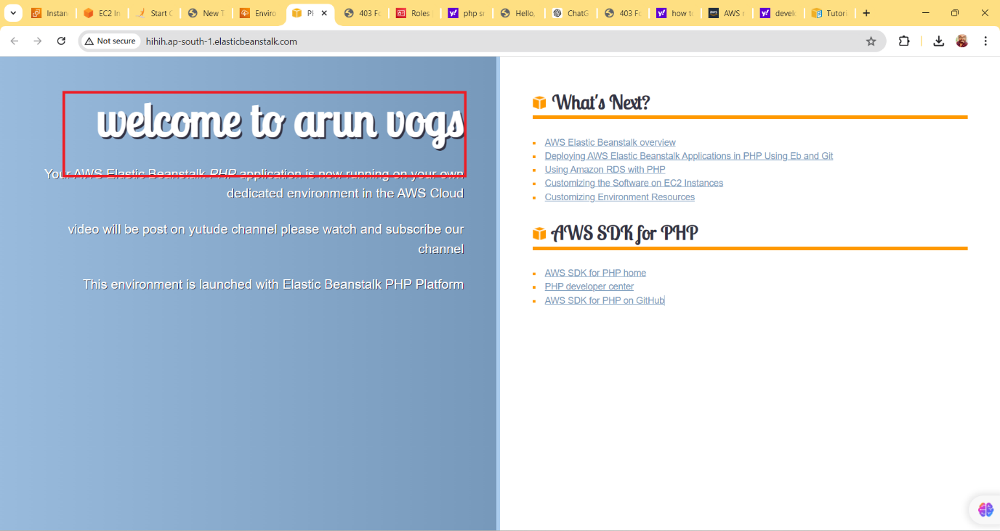 Instan
EC2 In
Start C
New T
Enviro
PH
403 Fo
Roles
php sr
Hello,
ChatG
403 Fo
how to
AWS r
develo
Tutori
Not secure
hihih.ap-south-1.elasticbeanstalk.com
welcome to arun vogs
Your AWS Elastic Beanstalk PHP application is now running on your own
dedicated environment in the AWS Cloud
video will be post on yutude channel please watch and subscribe our
channel
This environment is launched with Elastic Beanstalk PHP Platform
What's Next?
AWS Elastic Beanstalk overview
Deploying AWS Elastic Beanstalk Applications in PHP Using Eb and Git
Using Amazon RDS with PHP
Customizing the Software on EC2 Instances
Customizing Environment Resources
AWS SDK for PHP
AWS SDK for PHP home
PHP developer center
AWS SDK for PHP on GitHub